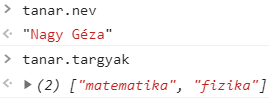 > tanar.nev
<· "Nagy Géza"
> tanar.targyak
<· ▶ (2) ["matematika", "fizika"]